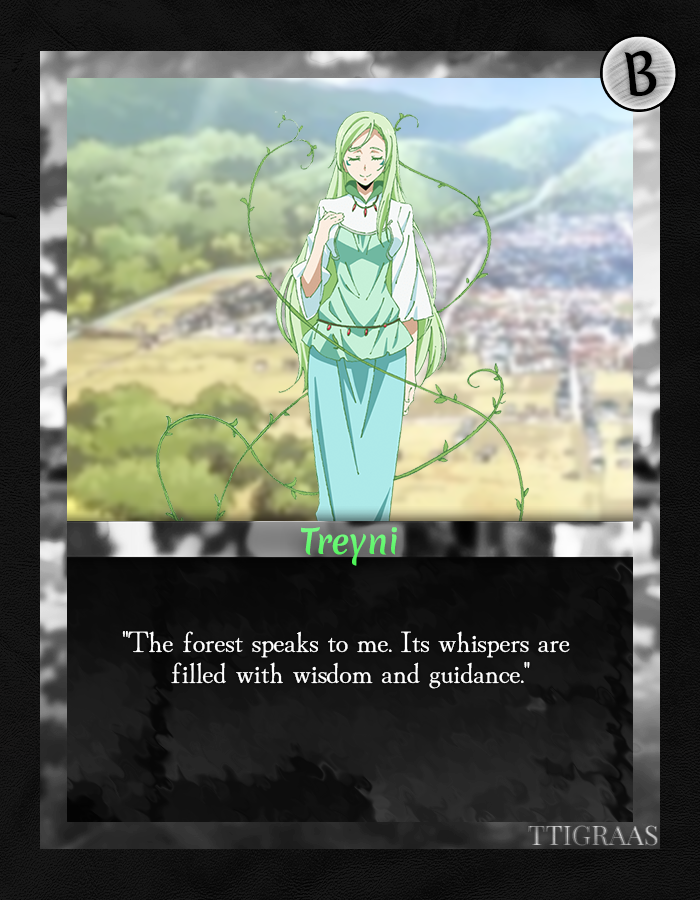 B
Treyni
"The forest speaks to me. Its whispers are
filled with wisdom and guidance."
TTIGRAAS